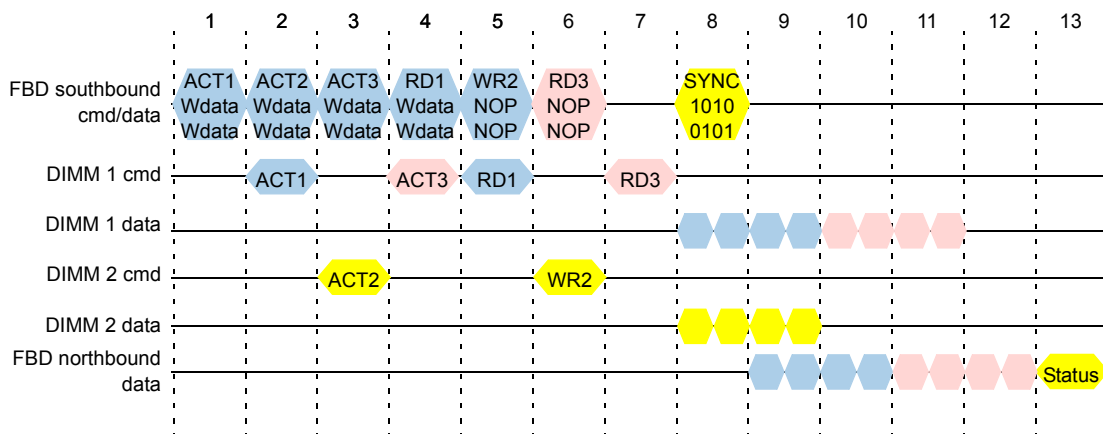 1 2 3 4 5 6 7 8 9 10 11 12 13
FBD southbound
cmd/data
ACT1 ACT2 ACT3 RD1 WR2 RD3 SYNC
Wdata Wdata Wdata Wdata NOP NOP 1010
Wdata Wdata Wdata Wdata NOP NOP 0101
DIMM 1 cmd
ACT1 ACT3 RD1 RD3
DIMM 1 data
DIMM 2 cmd
ACT2 WR2
DIMM 2 data
FBD northbound
data
Status